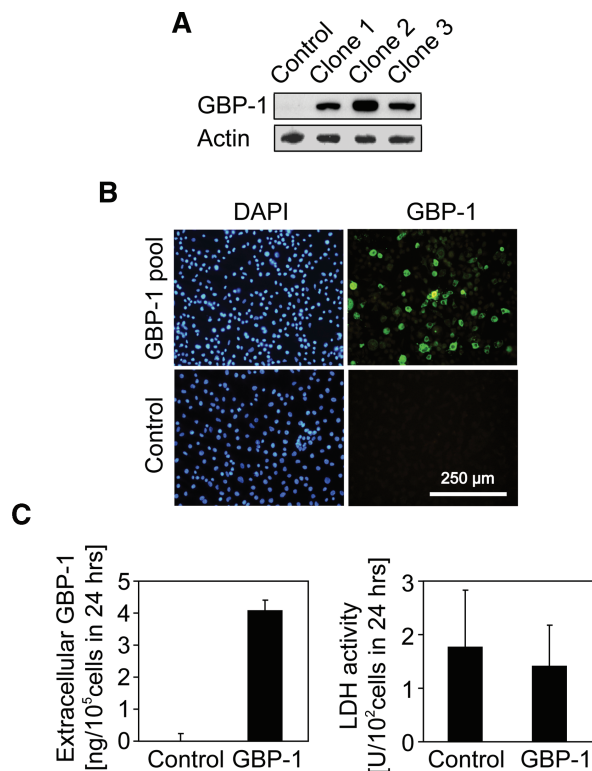 A
Control
Clone 1
Clone 2
Clone 3
GBP-1
Actin
B
DAPI
GBP-1
GBP-1 pool
Control
250 µm
C
Extracellular GBP-1
[ng/10⁵cells in 24 hrs]
5
4
3
2
1
0
Control
GBP-1
LDH activity
[U/10²cells in 24 hrs]
3
2
1
0
Control
GBP-1